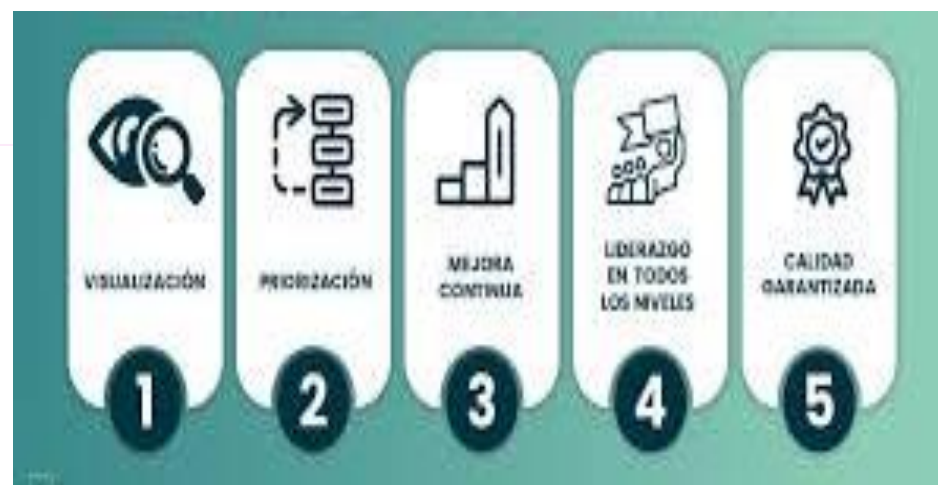 VISUALIZACIÓN
1
PRIORIZACIÓN
2
MEJORA
CONTINUA
3
LIDERAZGO
EN TODOS
LOS NIVELES
4
CALIDAD
GARANTIZADA
5